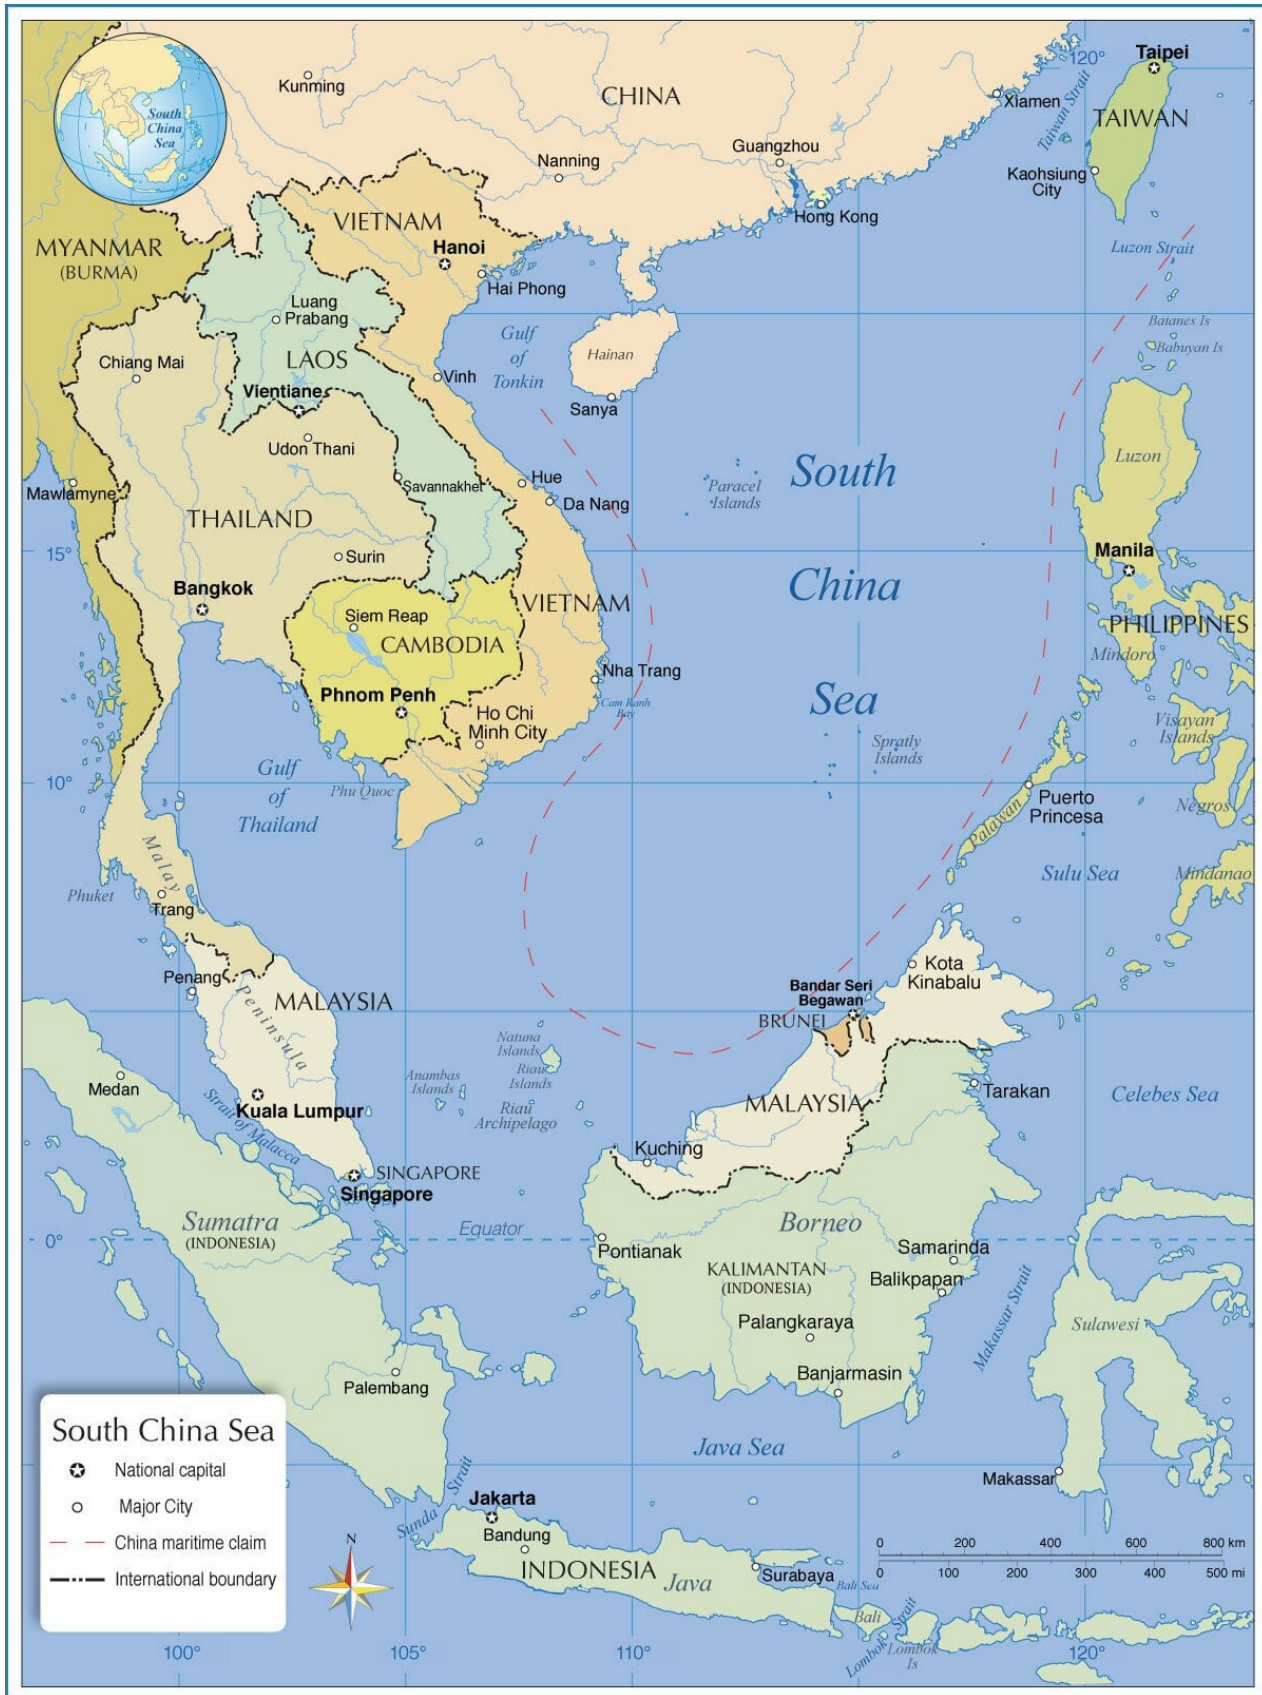 120°
Taipei
Kunming
CHINA
Xiamen
Taiwan Strait
TAIWAN
South
China
Sea
Guangzhou
Nanning
Kaohsiung
City
Hong Kong
VIETNAM
MYANMAR
(BURMA)
Hanoi
Luzon Strait
Hai Phong
Luang
Prabang
Gulf
of
Tonkin
Batanes Is
Babuyan Is
Hainan
Chiang Mai
LAOS
Vinh
Vientiane
Sanya
Udon Thani
Luzon
South
Mawlamyne
Savannakhet
Hue
Paracel
Islands
Da Nang
THAILAND
15°
Surin
Manila
Bangkok
China
VIETNAM
Siem Reap
CAMBODIA
PHILIPPINES
Mindoro
Nha Trang
Phnom Penh
Cam Ranh
Bay
Sea
Ho Chi
Minh City
Visayan
Islands
Spratly
Islands
Gulf
of
Thailand
10°
Phu Quoc
Puerto
Princesa
Palawan
Negros
Malay
Peninsula
Sulu Sea
Mindanao
Phuket
Trang
Penang
Kota
Kinabalu
Bandar Seri
Begawan
BRUNEI
MALAYSIA
Natuna
Islands
Riau
Islands
Anambas
Islands
Riau
Archipelago
Medan
Tarakan
Celebes Sea
Kuala Lumpur
Strait of Malacca
MALAYSIA
Kuching
SINGAPORE
Singapore
Sumatra
(INDONESIA)
Equator
Borneo
0°
Pontianak
Samarinda
KALIMANTAN
(INDONESIA)
Balikpapan
Makassar Strait
Palangkaraya
Sulawesi
Banjarmasin
Palembang
South China Sea
National capital
Major City
China maritime claim
International boundary
Java Sea
Makassar
Sunda Strait
Jakarta
Bandung
N
INDONESIA
Java
Surabaya
Bali Sea
Bali
Lombok Strait
Lombok
Is
0 200 400 600 800 km
0 100 200 300 400 500 mi
100° 105° 110° 120°